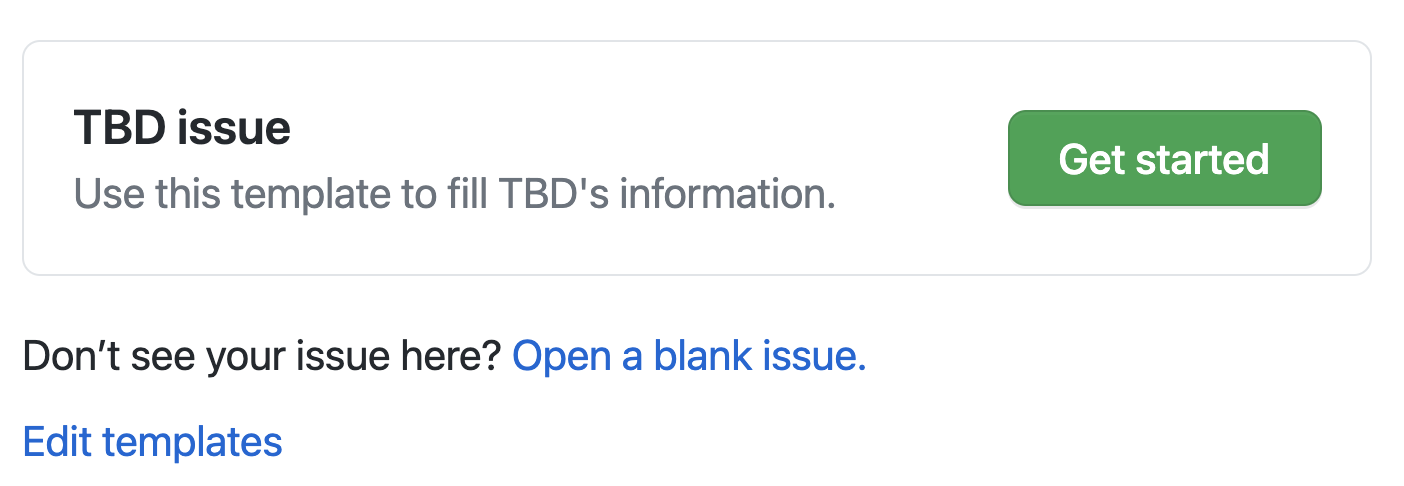 TBD issue
Use this template to fill TBD's information.
Get started
Don’t see your issue here? Open a blank issue.
Edit templates